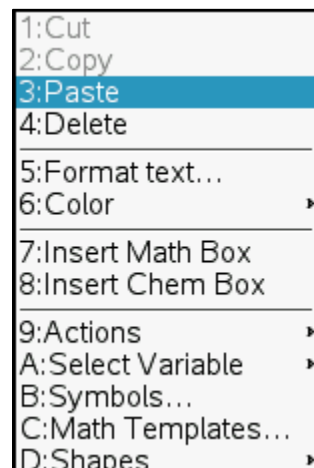 1:Cut
2:Copy
3:Paste
4:Delete
5:Format text...
6:Color
7:Insert Math Box
8:Insert Chem Box
9:Actions
A:Select Variable
B:Symbols...
C:Math Templates...
D:Shapes